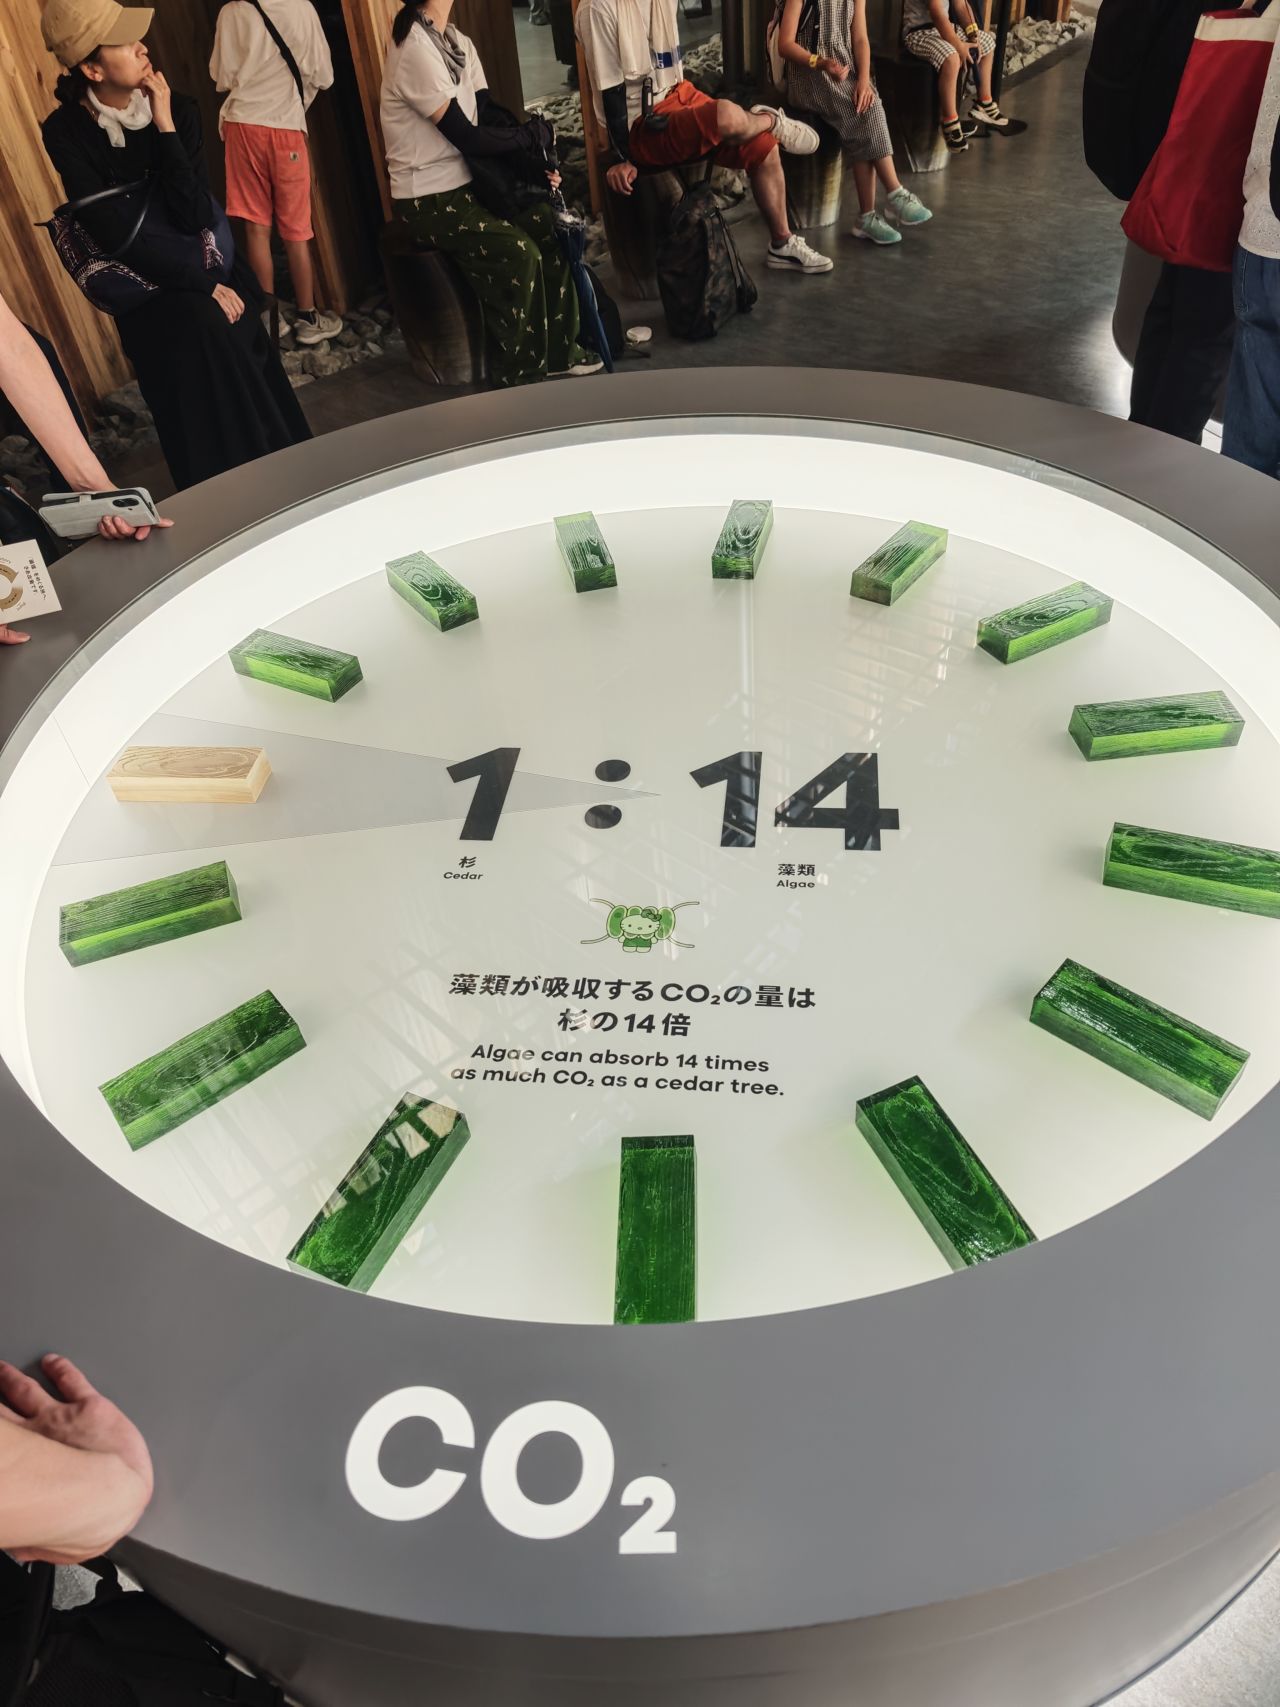 1:14
杉
Cedar
藻類
Algae
藻類が吸収するCO₂の量は
杉の14倍
Algae can absorb 14 times
as much CO₂ as a cedar tree.
CO₂